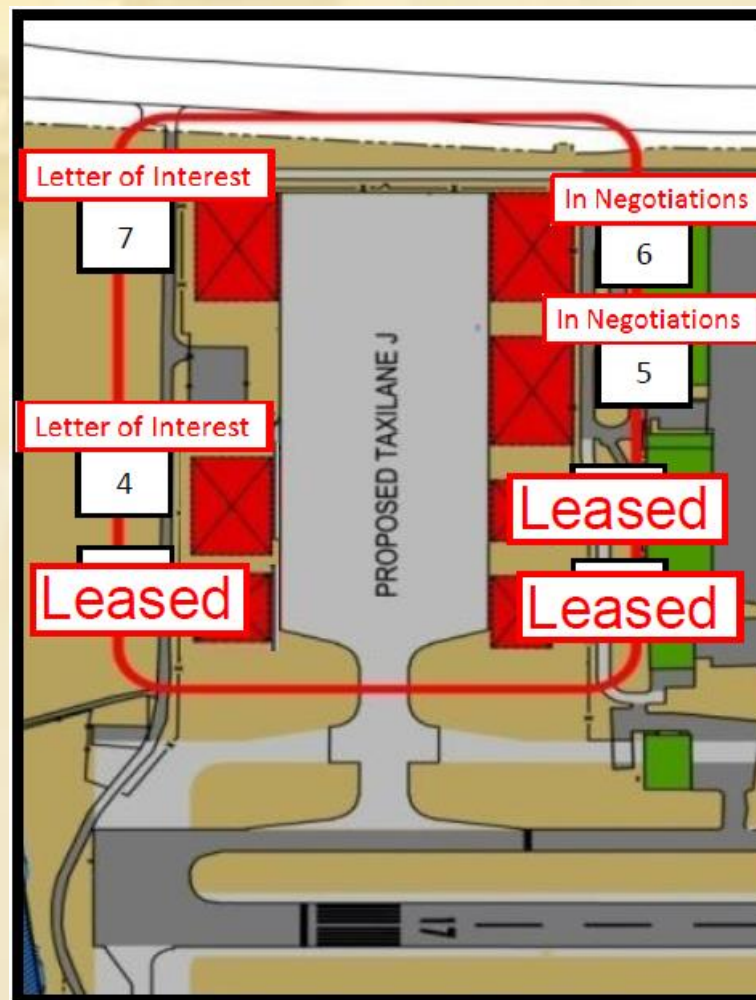 Letter of Interest
7
In Negotiations
6
In Negotiations
5
PROPOSED TAXILANE J
Letter of Interest
4
Leased
Leased
Leased
17